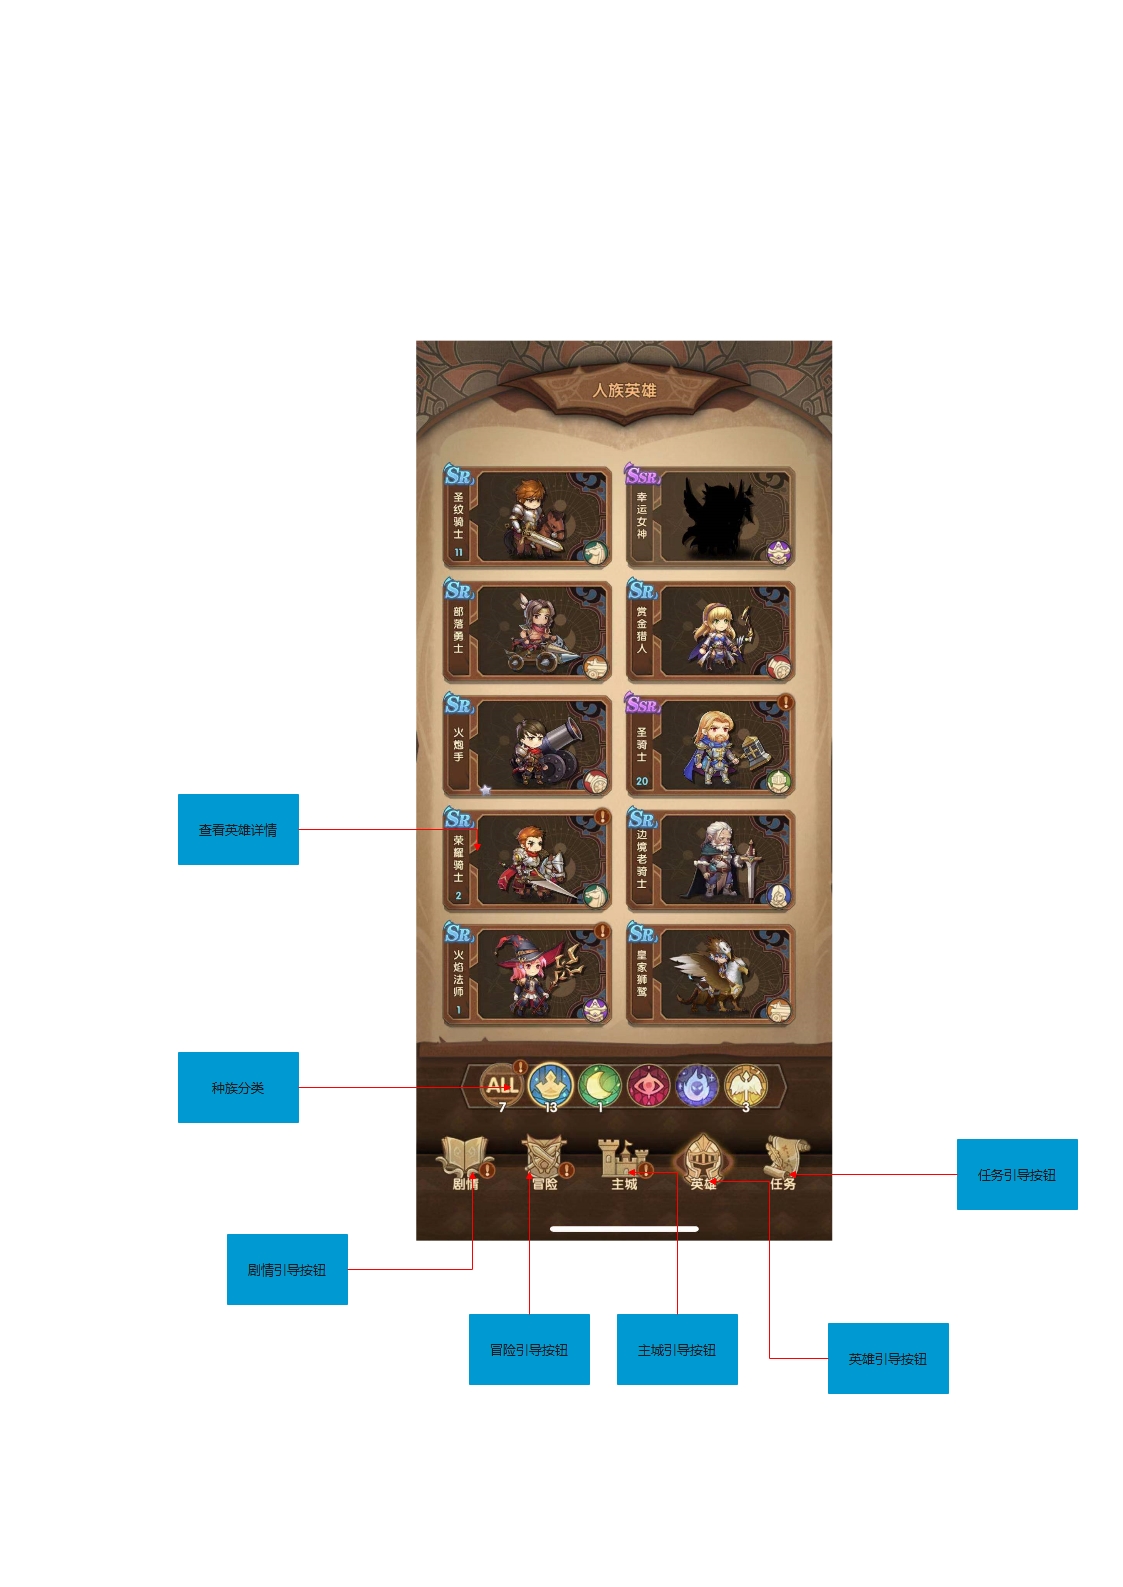 人族英雄
SR
圣纹骑士
11
SSR
幸运女神
SR
部落勇士
SR
赏金猎人
SR
火炮手
SSR
圣骑士
20
SR
荣耀骑士
2
SR
边境老骑士
SR
火焰法师
1
SR
皇家狮鹫
查看英雄详情
种族分类
ALL
7
13
1
3
剧情
冒险
主城
英雄
任务
任务引导按钮
剧情引导按钮
冒险引导按钮
主城引导按钮
英雄引导按钮